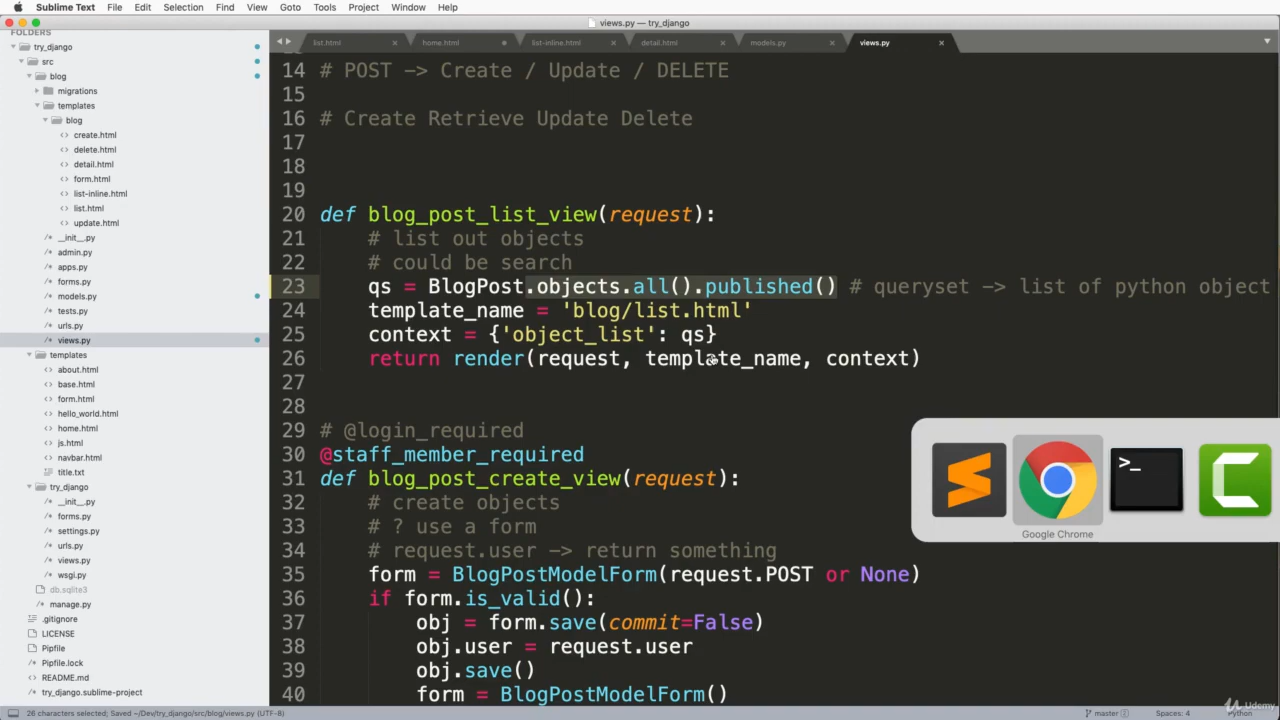 Sublime Text File Edit Selection Find View Goto Tools Project Window Help
views.py — try_django
FOLDERS
try_django
src
blog
migrations
templates
blog
create.html
delete.html
detail.html
form.html
list-inline.html
list.html
update.html
__init__.py
admin.py
apps.py
forms.py
models.py
tests.py
urls.py
views.py
templates
about.html
base.html
form.html
hello_world.html
home.html
js.html
navbar.html
title.txt
try_django
__init__.py
forms.py
settings.py
urls.py
views.py
wsgi.py
db.sqlite3
manage.py
.gitignore
LICENSE
Pipfile
Pipfile.lock
README.md
try_django.sublime-project
list.html home.html list-inline.html detail.html models.py views.py
14 # POST -> Create / Update / DELETE
15
16 # Create Retrieve Update Delete
17
18
19
20 def blog_post_list_view(request):
21 # list out objects
22 # could be search
23 qs = BlogPost.objects.all().published() # queryset -> list of python object
24 template_name = 'blog/list.html'
25 context = {'object_list': qs}
26 return render(request, template_name, context)
27
28
29 # @login_required
30 @staff_member_required
31 def blog_post_create_view(request):
32 # create objects
33 # ? use a form
34 # request.user -> return something
35 form = BlogPostModelForm(request.POST or None)
36 if form.is_valid():
37 obj = form.save(commit=False)
38 obj.user = request.user
39 obj.save()
40 form = BlogPostModelForm()
>_
Google Chrome
26 characters selected; Saved ~/Dev/try_django/src/blog/views.py (UTF-8) master 2 Spaces: 4 Python
Udemy